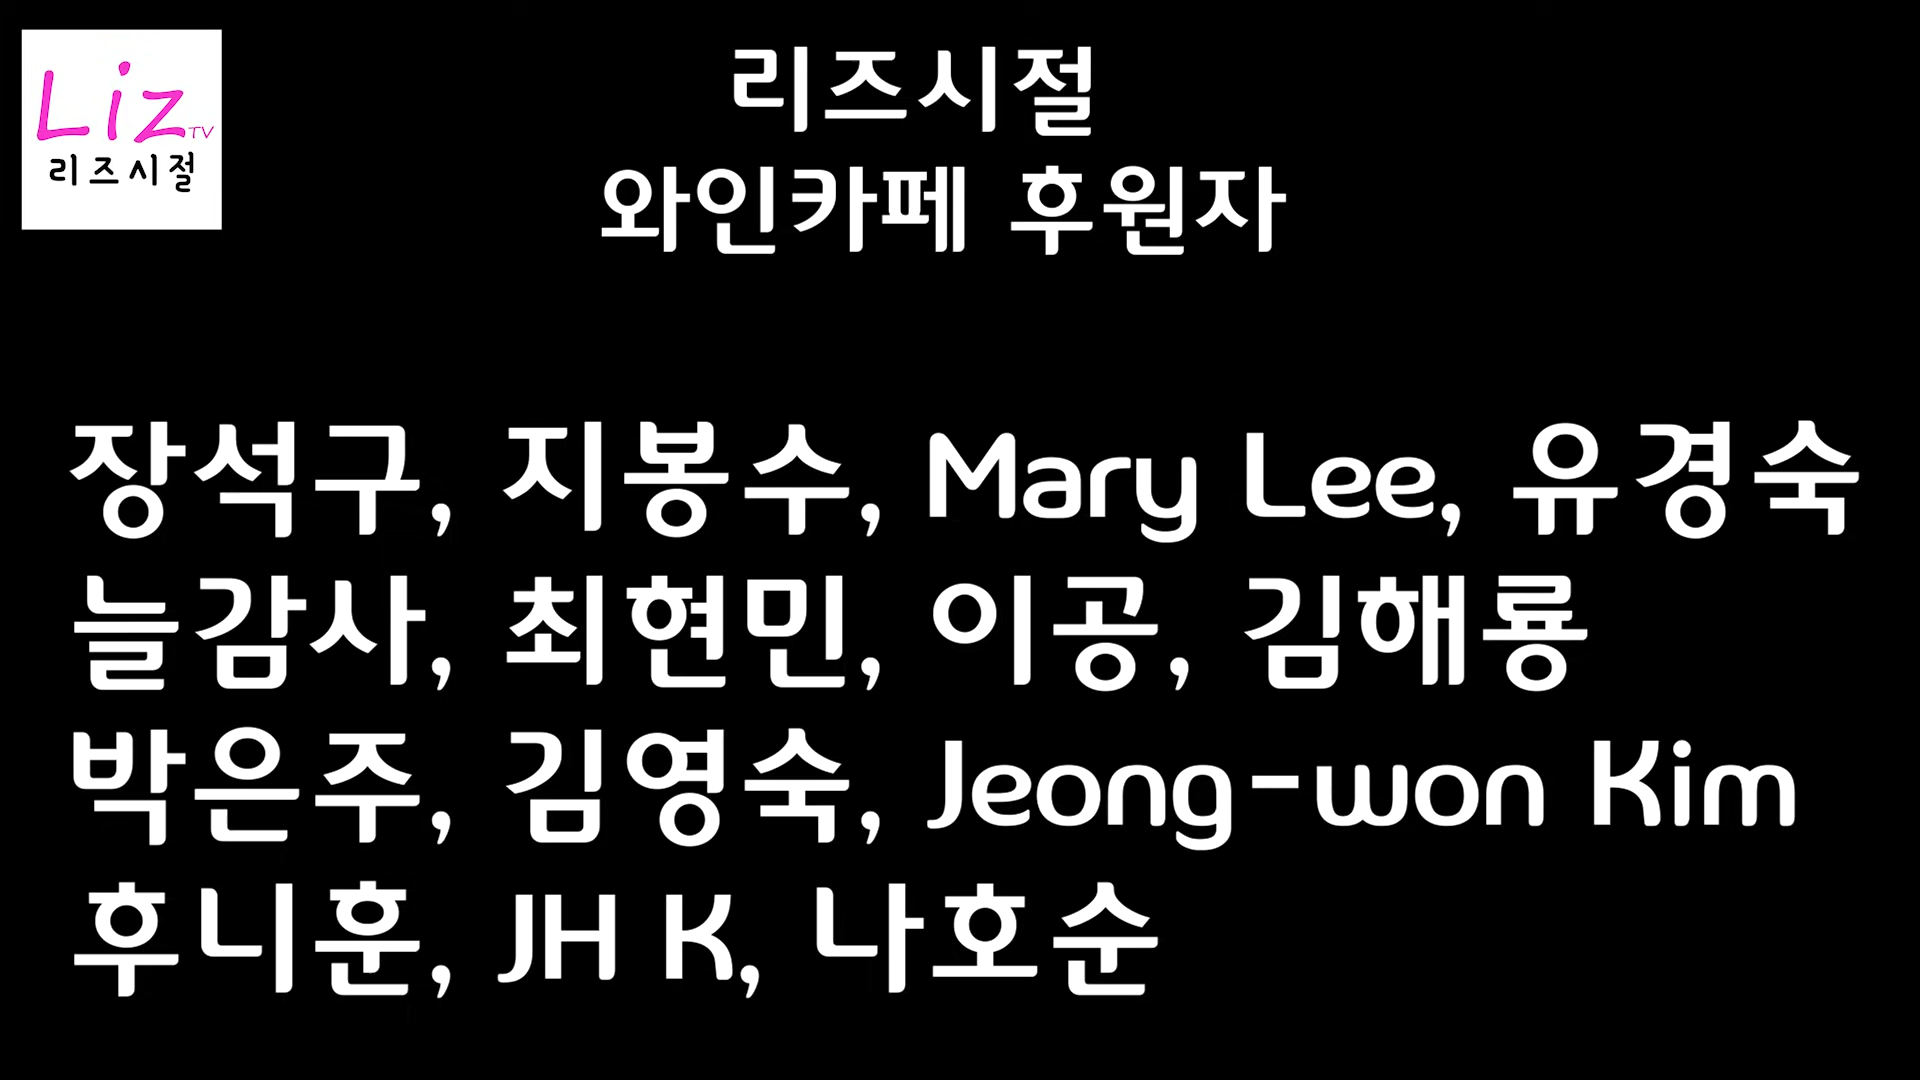 Liz TV
리즈시절
리즈시절
와인카페 후원자
장석구, 지봉수, Mary Lee, 유경숙
늘감사, 최현민, 이공, 김해룡
박은주, 김영숙, Jeong-won Kim
후니훈, JH K, 나호순